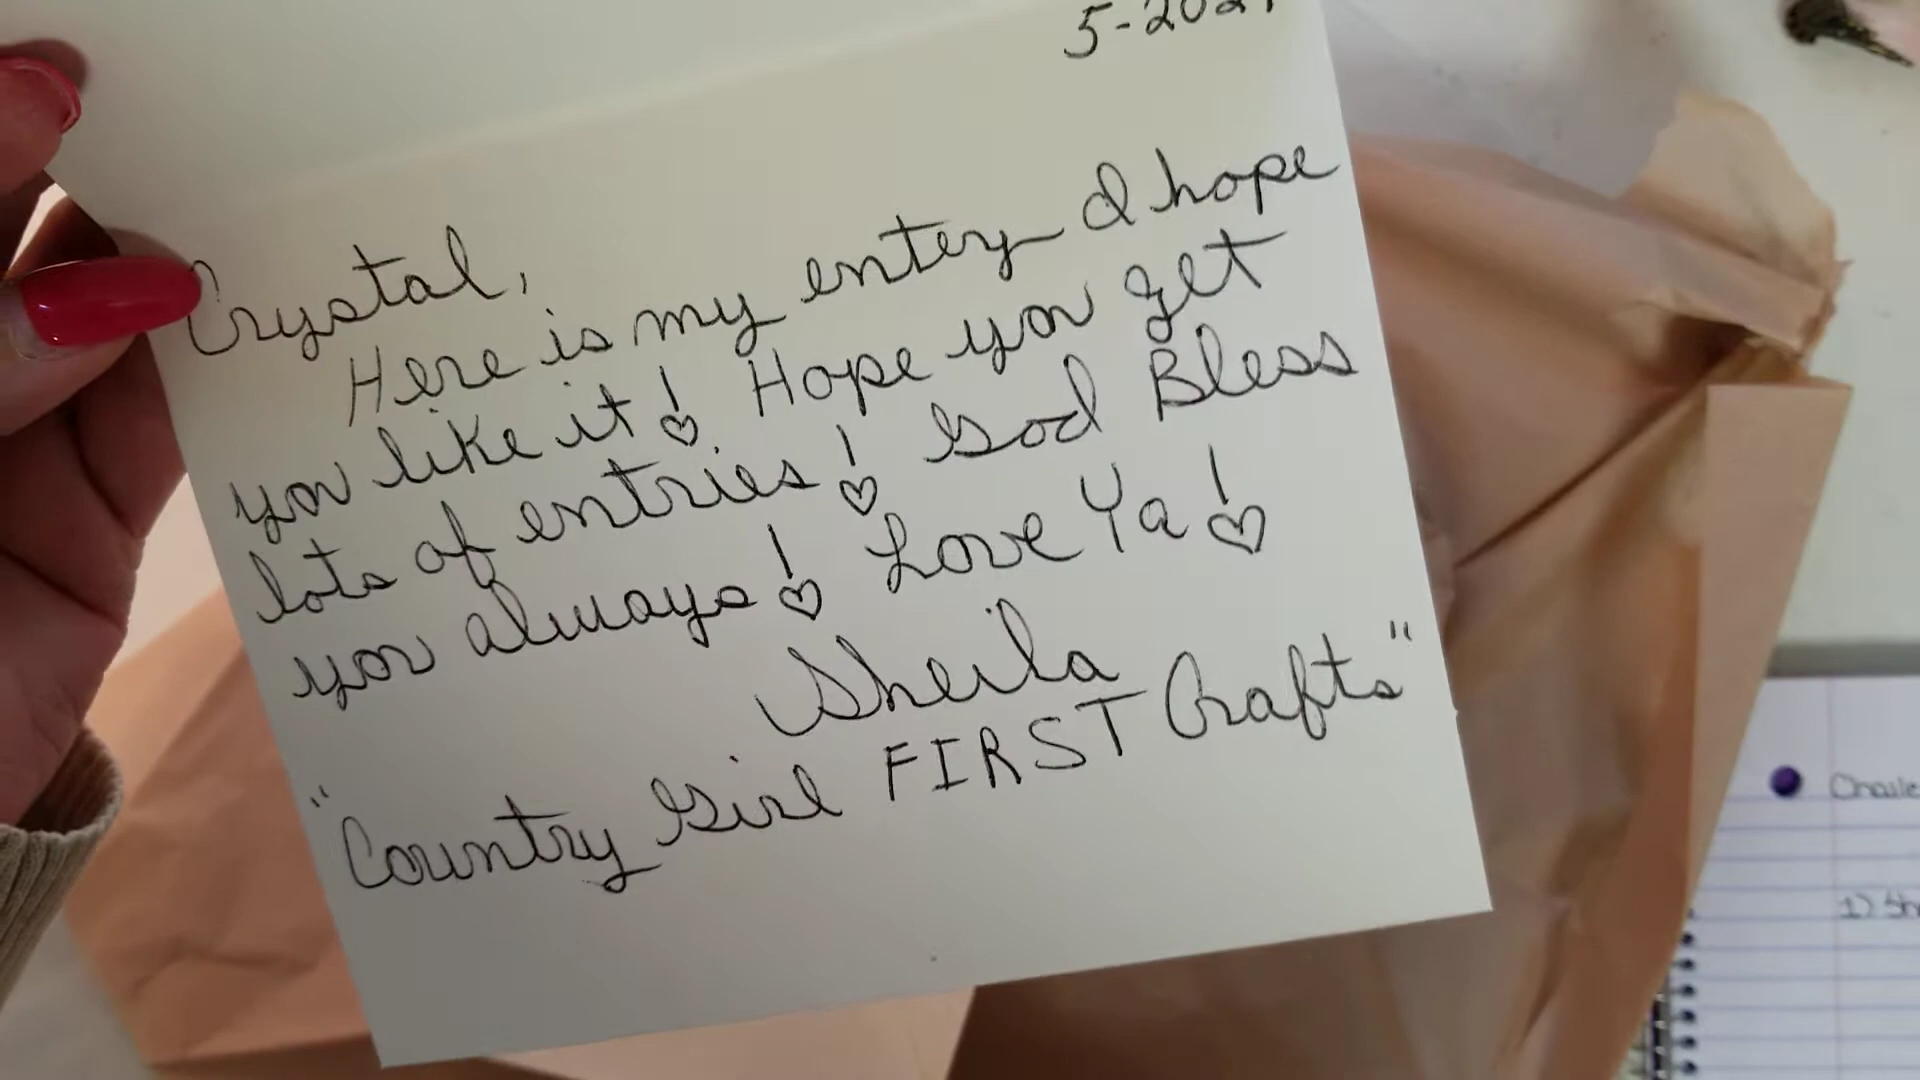 Crystal,
Here is my entry I hope
you like it! Hope you get
lots of entries! God Bless
you always! Love Ya!
Sheila
"Country Girl FIRST Crafts"